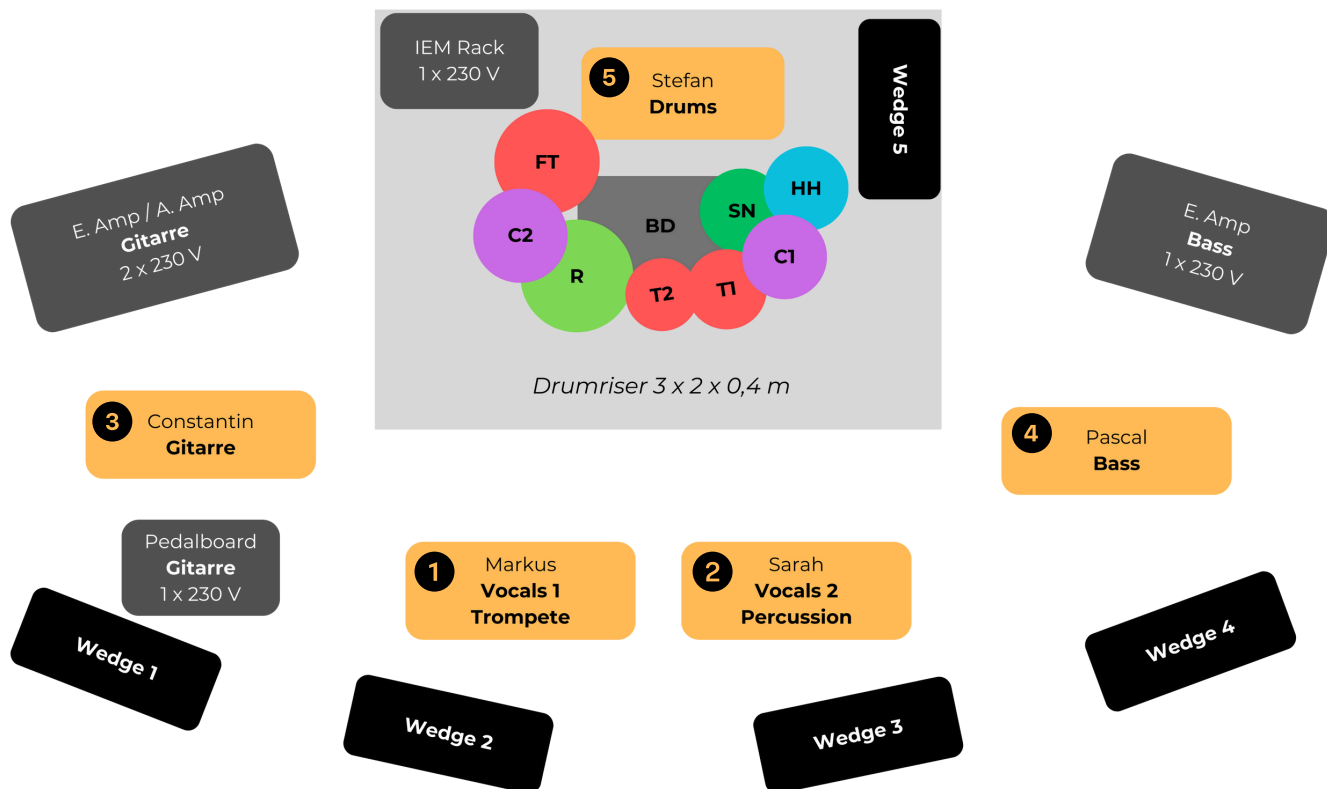 IEM Rack
1 x 230 V
5
Stefan
Drums
Wedge 5
E. Amp / A. Amp
Gitarre
2 x 230 V
FT
C2
R
BD
T2
T1
SN
HH
C1
E. Amp
Bass
1 x 230 V
Drumriser 3 x 2 x 0,4 m
3
Constantin
Gitarre
4
Pascal
Bass
Pedalboard
Gitarre
1 x 230 V
1
Markus
Vocals 1
Trompete
2
Sarah
Vocals 2
Percussion
Wedge 1
Wedge 2
Wedge 3
Wedge 4